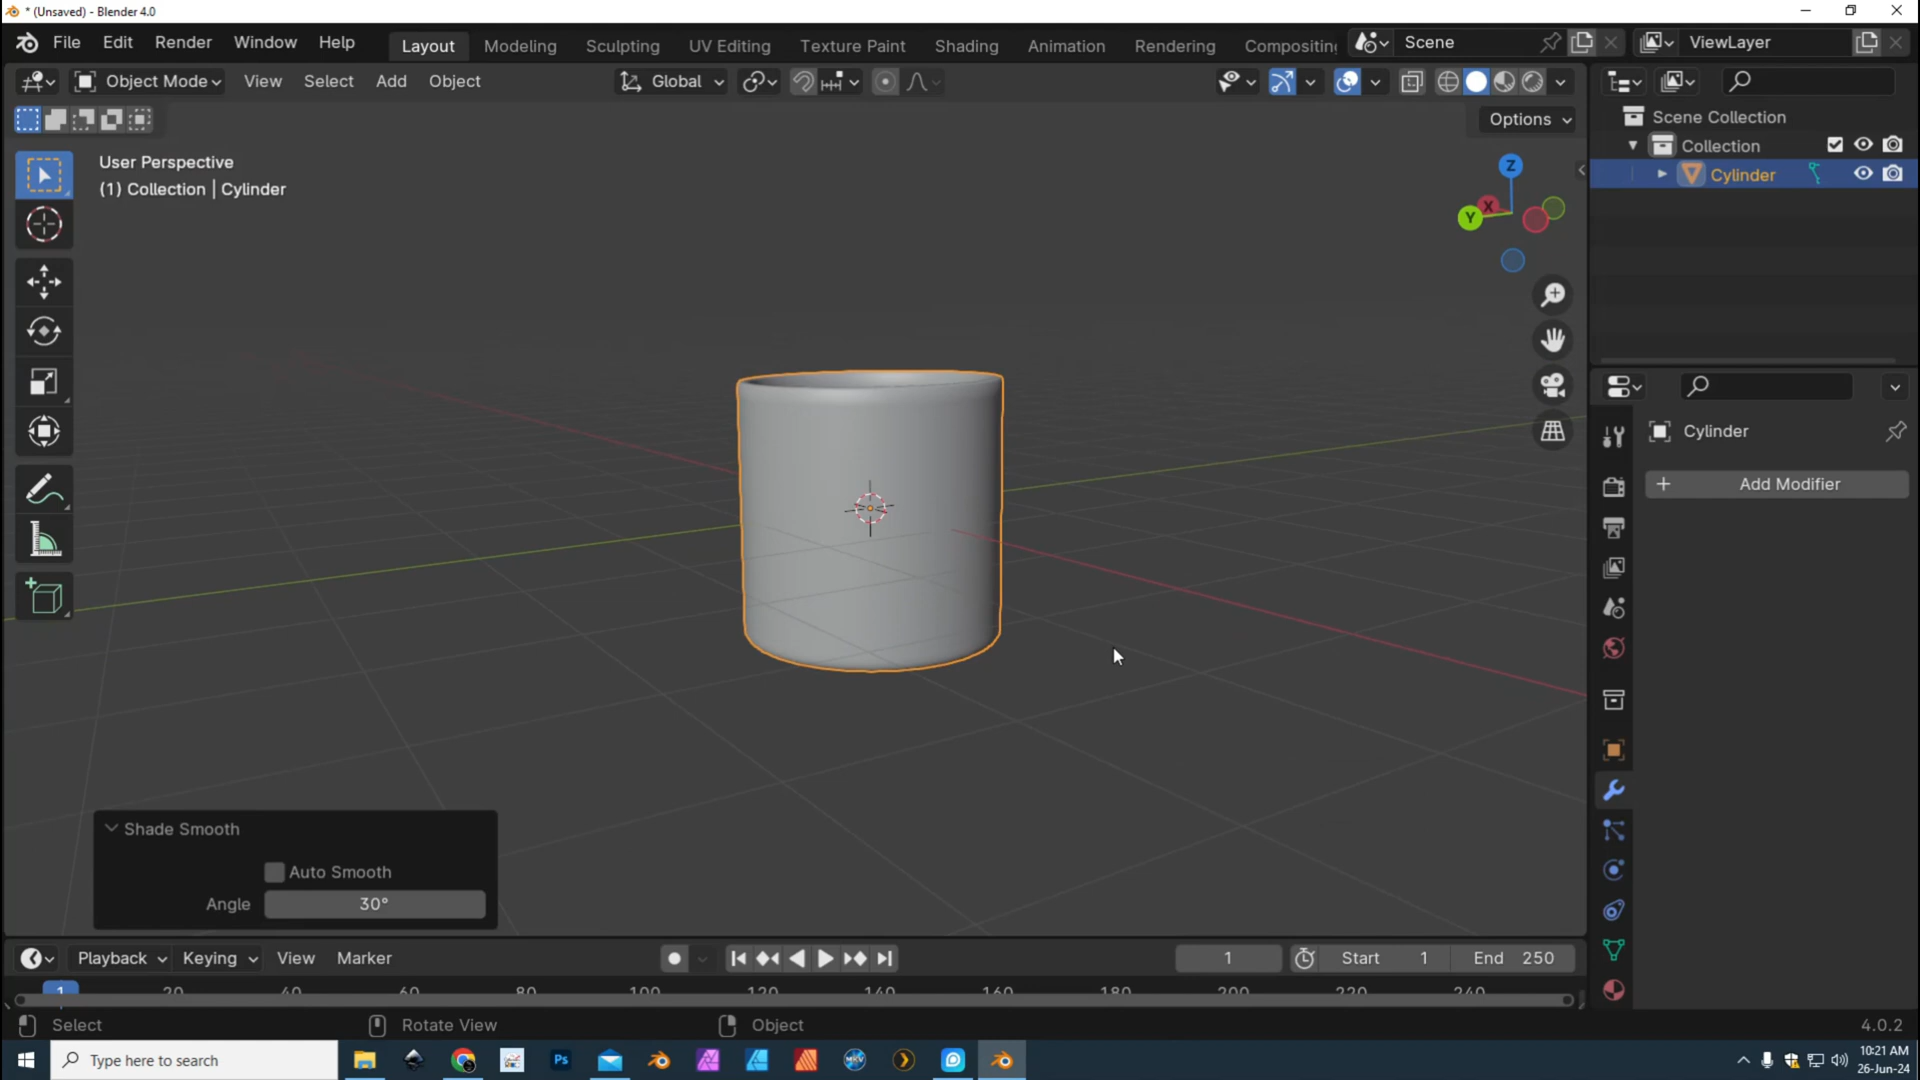 * (Unsaved) - Blender 4.0
File Edit Render Window Help Layout Modeling Sculpting UV Editing Texture Paint Shading Animation Rendering Compositing Scene ViewLayer
Object Mode View Select Add Object Global
Options
User Perspective
(1) Collection | Cylinder
Z
X
Y
Scene Collection
Collection
Cylinder
Cylinder
+ Add Modifier
Shade Smooth
Auto Smooth
Angle 30°
Playback Keying View Marker 1 Start 1 End 250
1 20 40 60 80 100 120 140 160 180 200 220 240
Select Rotate View Object 4.0.2
Type here to search Ps MKV 10:21 AM
26-Jun-24